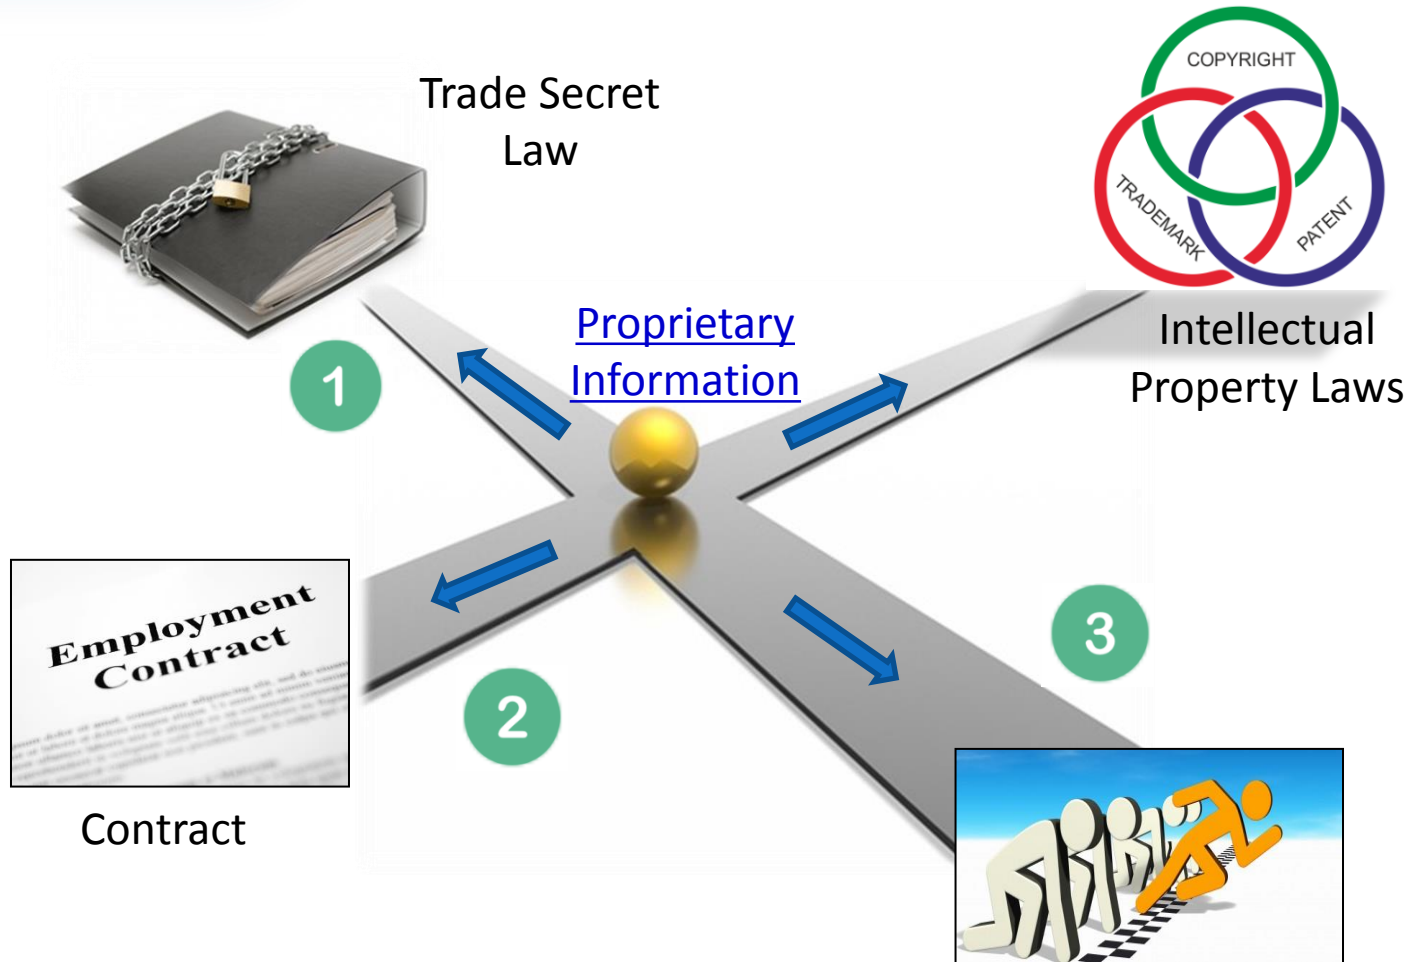 Trade Secret
Law
COPYRIGHT
TRADEMARK
PATENT
Proprietary
Information
Intellectual
Property Laws
1
Employment
Contract
2
3
Contract